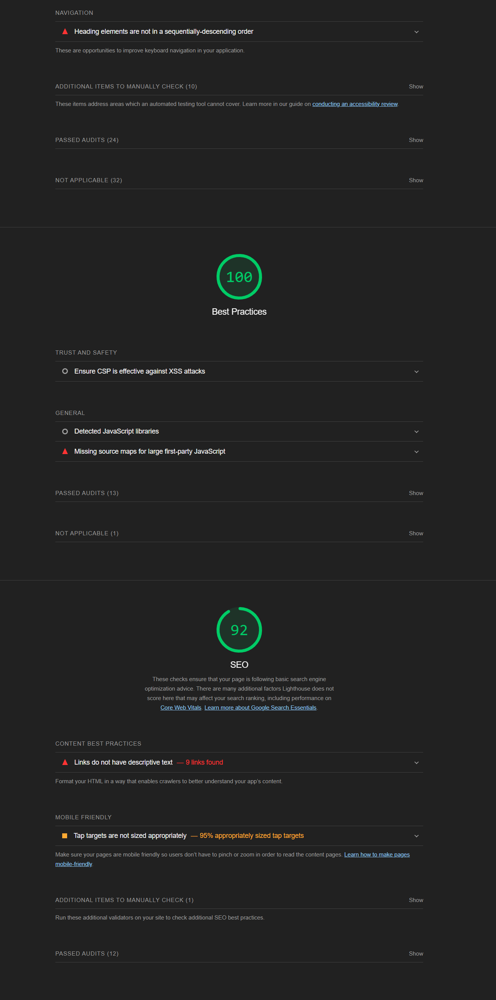 NAVIGATION
Heading elements are not in a sequentially-descending order
These are opportunities to improve keyboard navigation in your application.
ADDITIONAL ITEMS TO MANUALLY CHECK (10) Show
These items address areas which an automated testing tool cannot cover. Learn more in our guide on conducting an accessibility review.
PASSED AUDITS (24) Show
NOT APPLICABLE (32) Show
100
Best Practices
TRUST AND SAFETY
Ensure CSP is effective against XSS attacks
GENERAL
Detected JavaScript libraries
Missing source maps for large first-party JavaScript
PASSED AUDITS (13) Show
NOT APPLICABLE (1) Show
92
SEO
These checks ensure that your page is following basic search engine
optimization advice. There are many additional factors Lighthouse does not
score here that may affect your search ranking, including performance on
Core Web Vitals. Learn more about Google Search Essentials.
CONTENT BEST PRACTICES
Links do not have descriptive text — 9 links found
Format your HTML in a way that enables crawlers to better understand your app’s content.
MOBILE FRIENDLY
Tap targets are not sized appropriately — 95% appropriately sized tap targets
Make sure your pages are mobile friendly so users don’t have to pinch or zoom in order to read the content pages. Learn how to make pages
mobile-friendly.
ADDITIONAL ITEMS TO MANUALLY CHECK (1) Show
Run these additional validators on your site to check additional SEO best practices.
PASSED AUDITS (12) Show